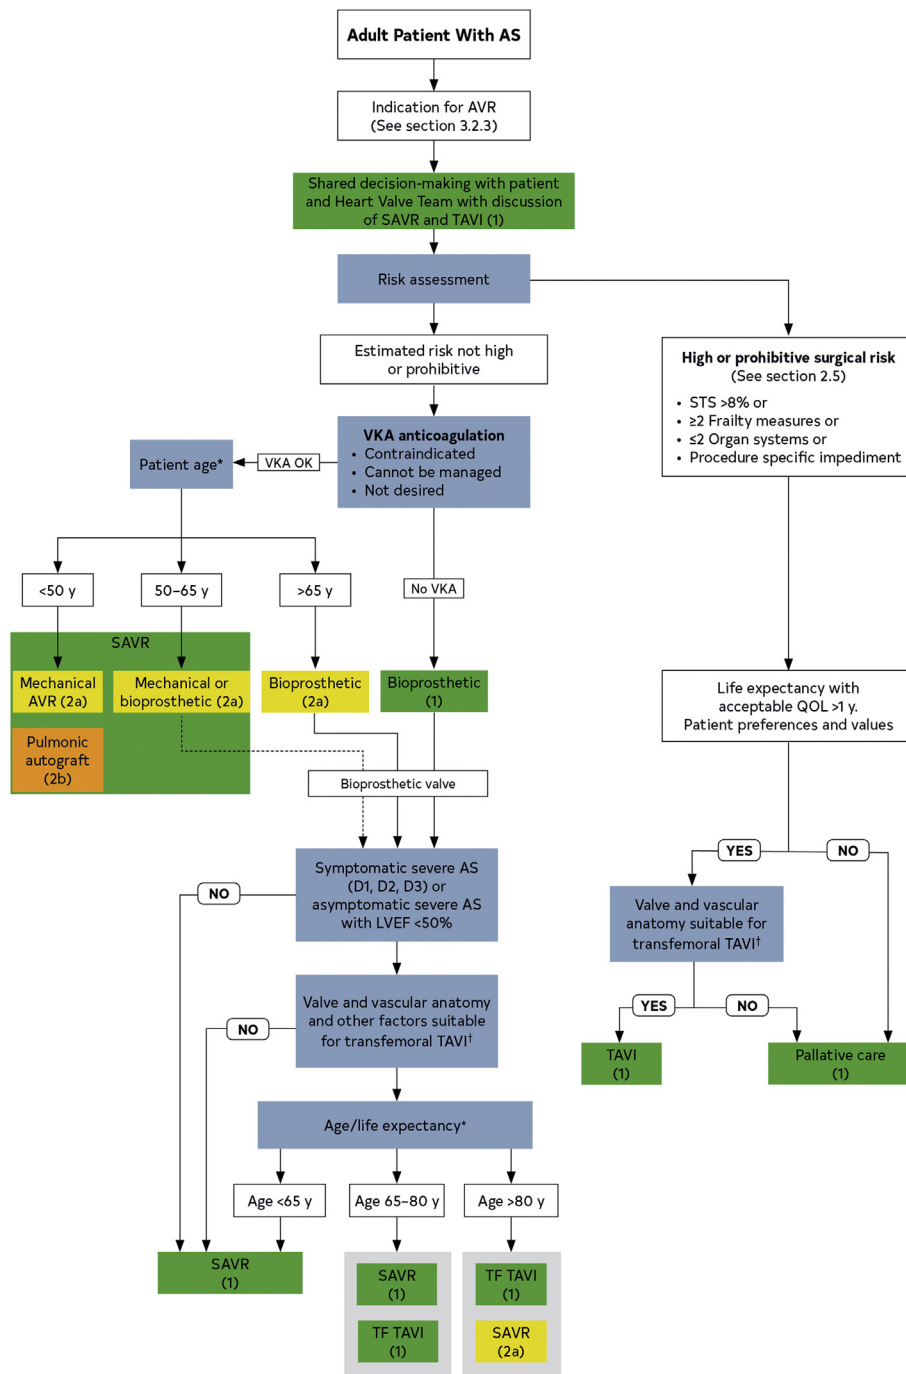 Adult Patient With AS
Indication for AVR
(See section 3.2.3)
Shared decision-making with patient
and Heart Valve Team with discussion
of SAVR and TAVI (1)
Risk assessment
Estimated risk not high
or prohibitive
High or prohibitive surgical risk
(See section 2.5)
• STS >8% or
• ≥2 Frailty measures or
• ≤2 Organ systems or
• Procedure specific impediment
VKA anticoagulation
• Contraindicated
• Cannot be managed
• Not desired
VKA OK
Patient age*
<50 y
50–65 y
>65 y
No VKA
SAVR
Mechanical
AVR (2a)
Mechanical or
bioprosthetic (2a)
Bioprosthetic
(2a)
Bioprosthetic
(1)
Pulmonic
autograft
(2b)
Bioprosthetic valve
Life expectancy with
acceptable QOL >1 y.
Patient preferences and values
YES
NO
Symptomatic severe AS
(D1, D2, D3) or
asymptomatic severe AS
with LVEF <50%
NO
Valve and vascular
anatomy suitable for
transfemoral TAVI†
YES
NO
Valve and vascular anatomy
and other factors suitable
for transfemoral TAVI†
NO
TAVI
(1)
Pallative care
(1)
Age/life expectancy*
Age <65 y
Age 65–80 y
Age >80 y
SAVR
(1)
SAVR
(1)
TF TAVI
(1)
TF TAVI
(1)
SAVR
(2a)